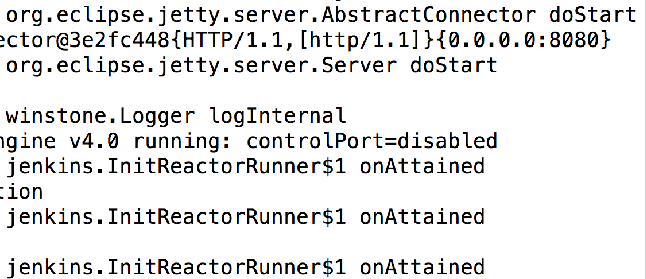 org.eclipse.jetty.server.AbstractConnector doStart
ector@3e2fc448{HTTP/1.1,[http/1.1]}{0.0.0.0:8080}
org.eclipse.jetty.server.Server doStart
winstone.Logger logInternal
ngine v4.0 running: controlPort=disabled
jenkins.InitReactorRunner$1 onAttained
tion
jenkins.InitReactorRunner$1 onAttained
jenkins.InitReactorRunner$1 onAttained